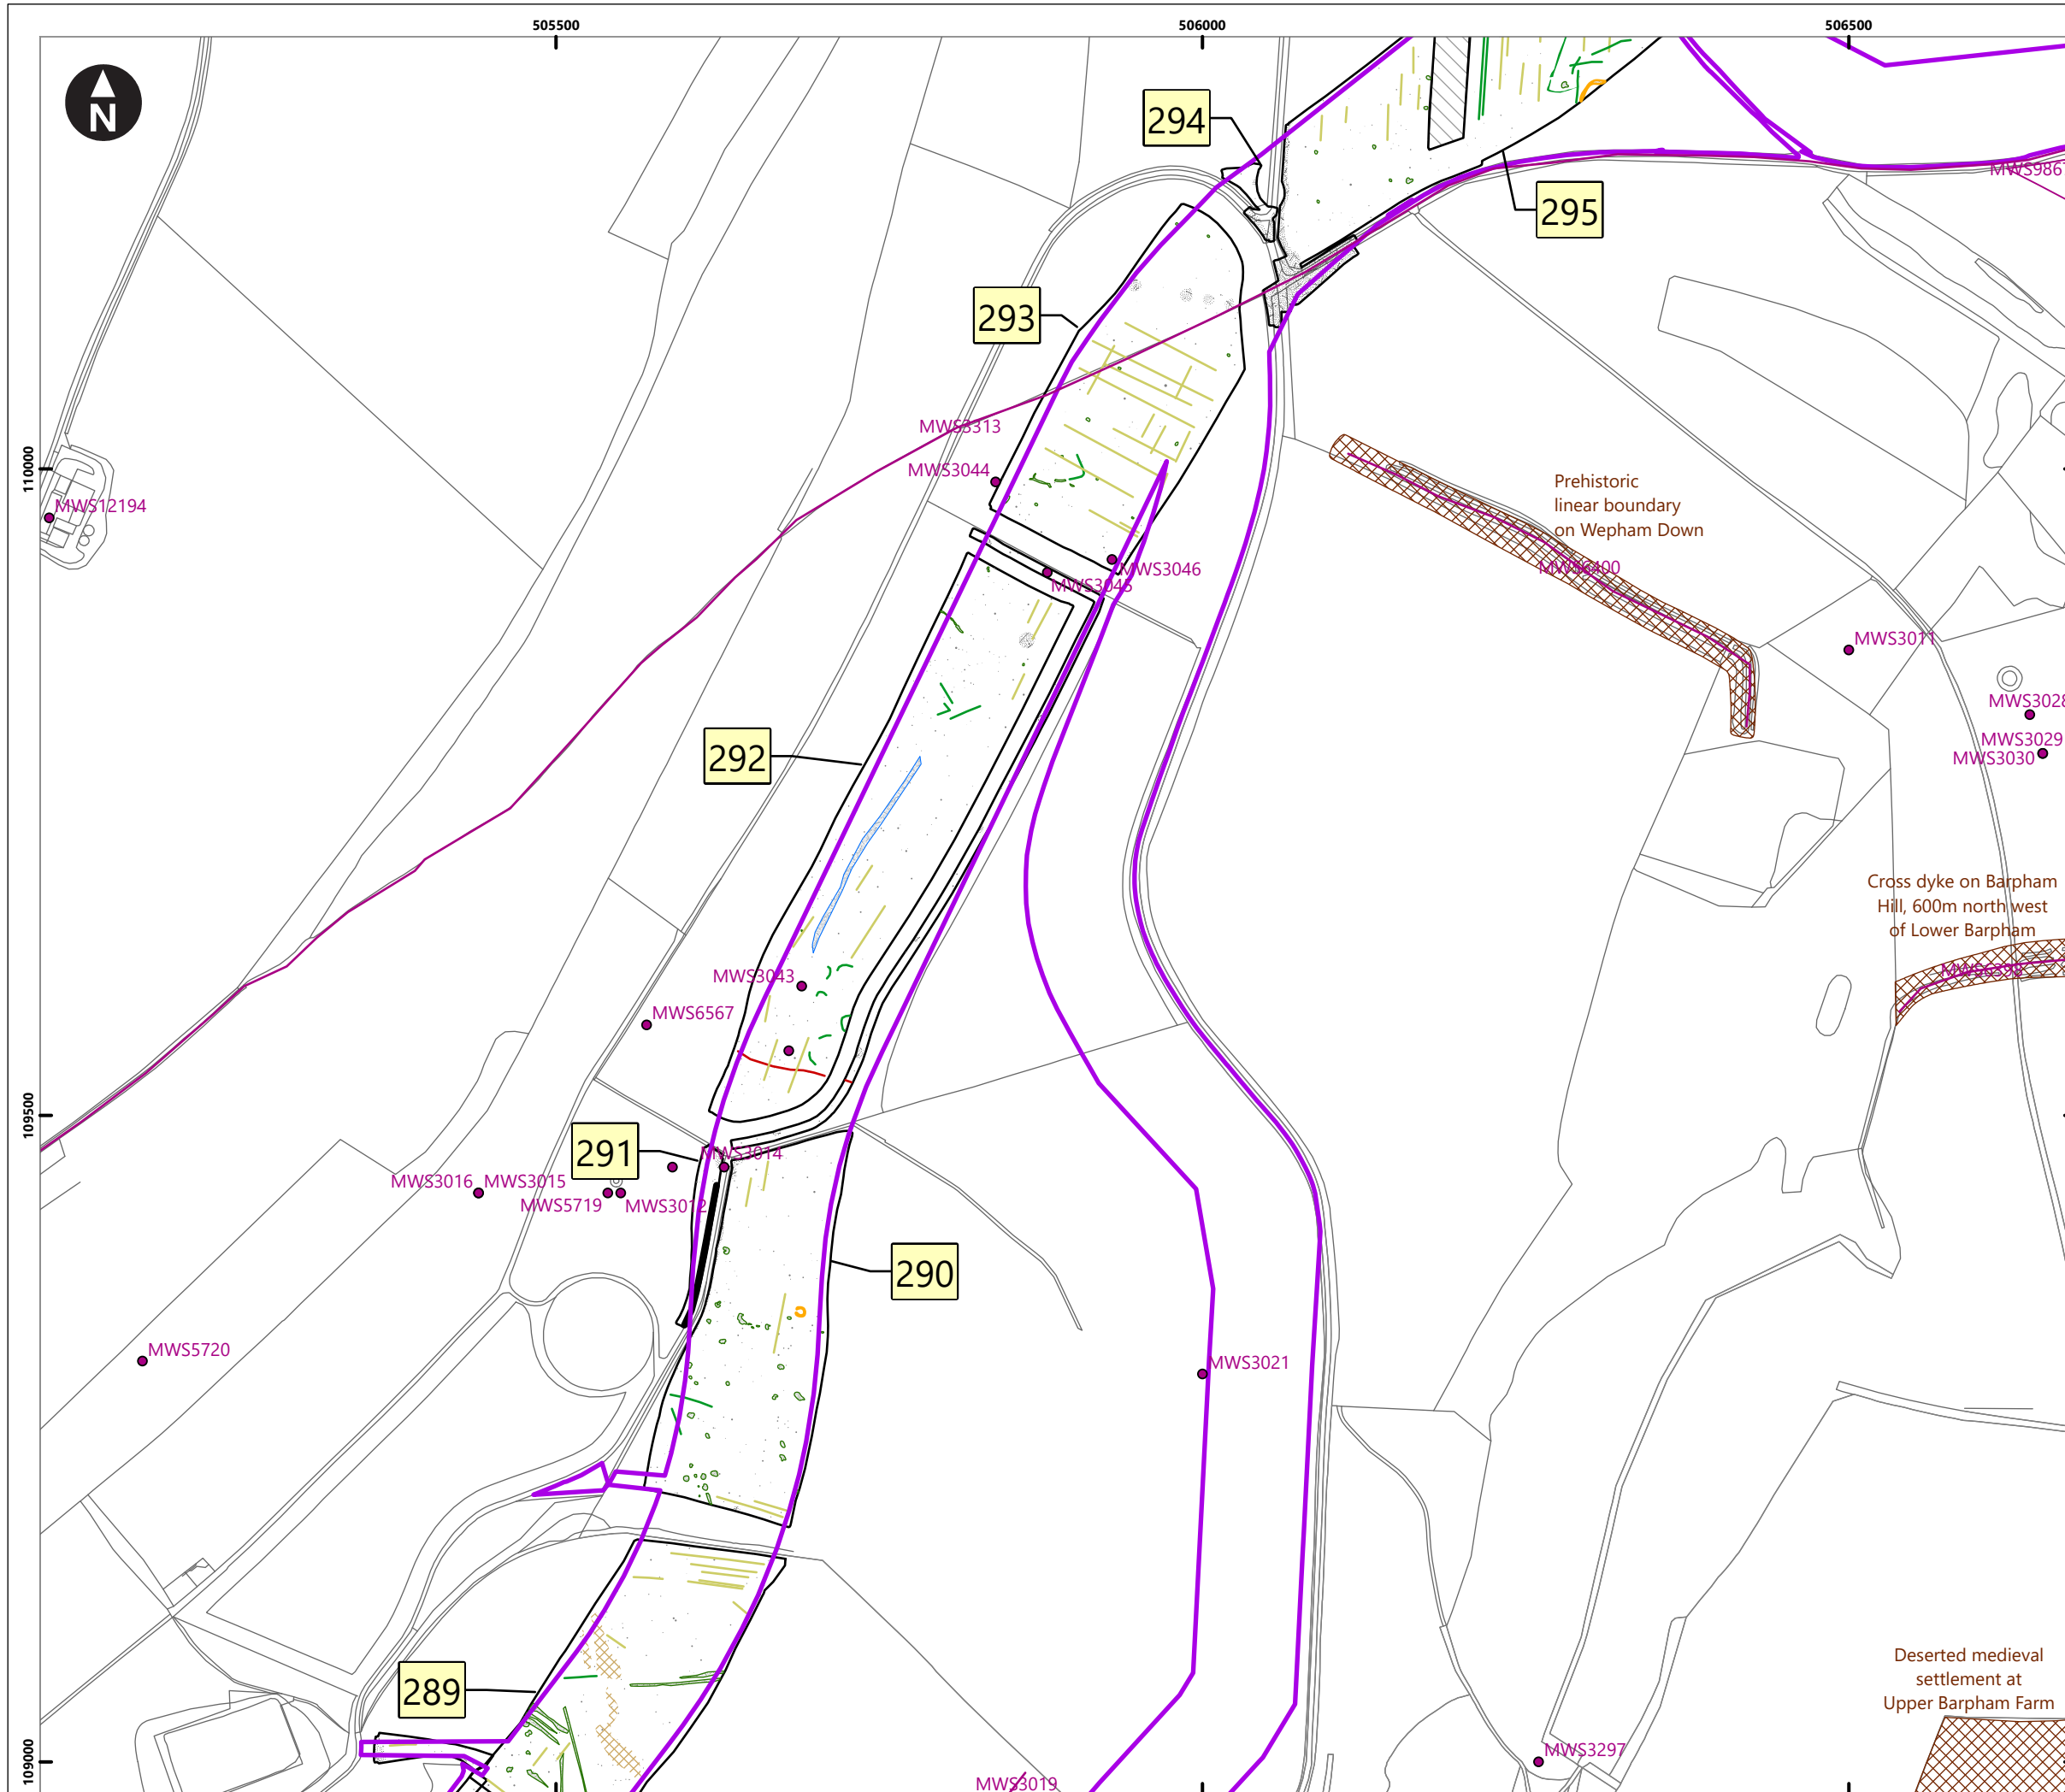 505500
506000
506500
N
294
295
MWS986
293
MWS3313
MWS3044
110000
MWS12194
Prehistoric
linear boundary
on Wepham Down
MWS6400
MWS3046
MWS3045
MWS3011
MWS3028
MWS3029
MWS3030
292
Cross dyke on Barpham
Hill, 600m north west
of Lower Barpham
MWS3043
MWS6567
109500
291
MWS3014
MWS3016
MWS3015
MWS5719
MWS3012
290
MWS5720
MWS3021
289
Deserted medieval
settlement at
Upper Barpham Farm
109000
MWS3297
MWS3019